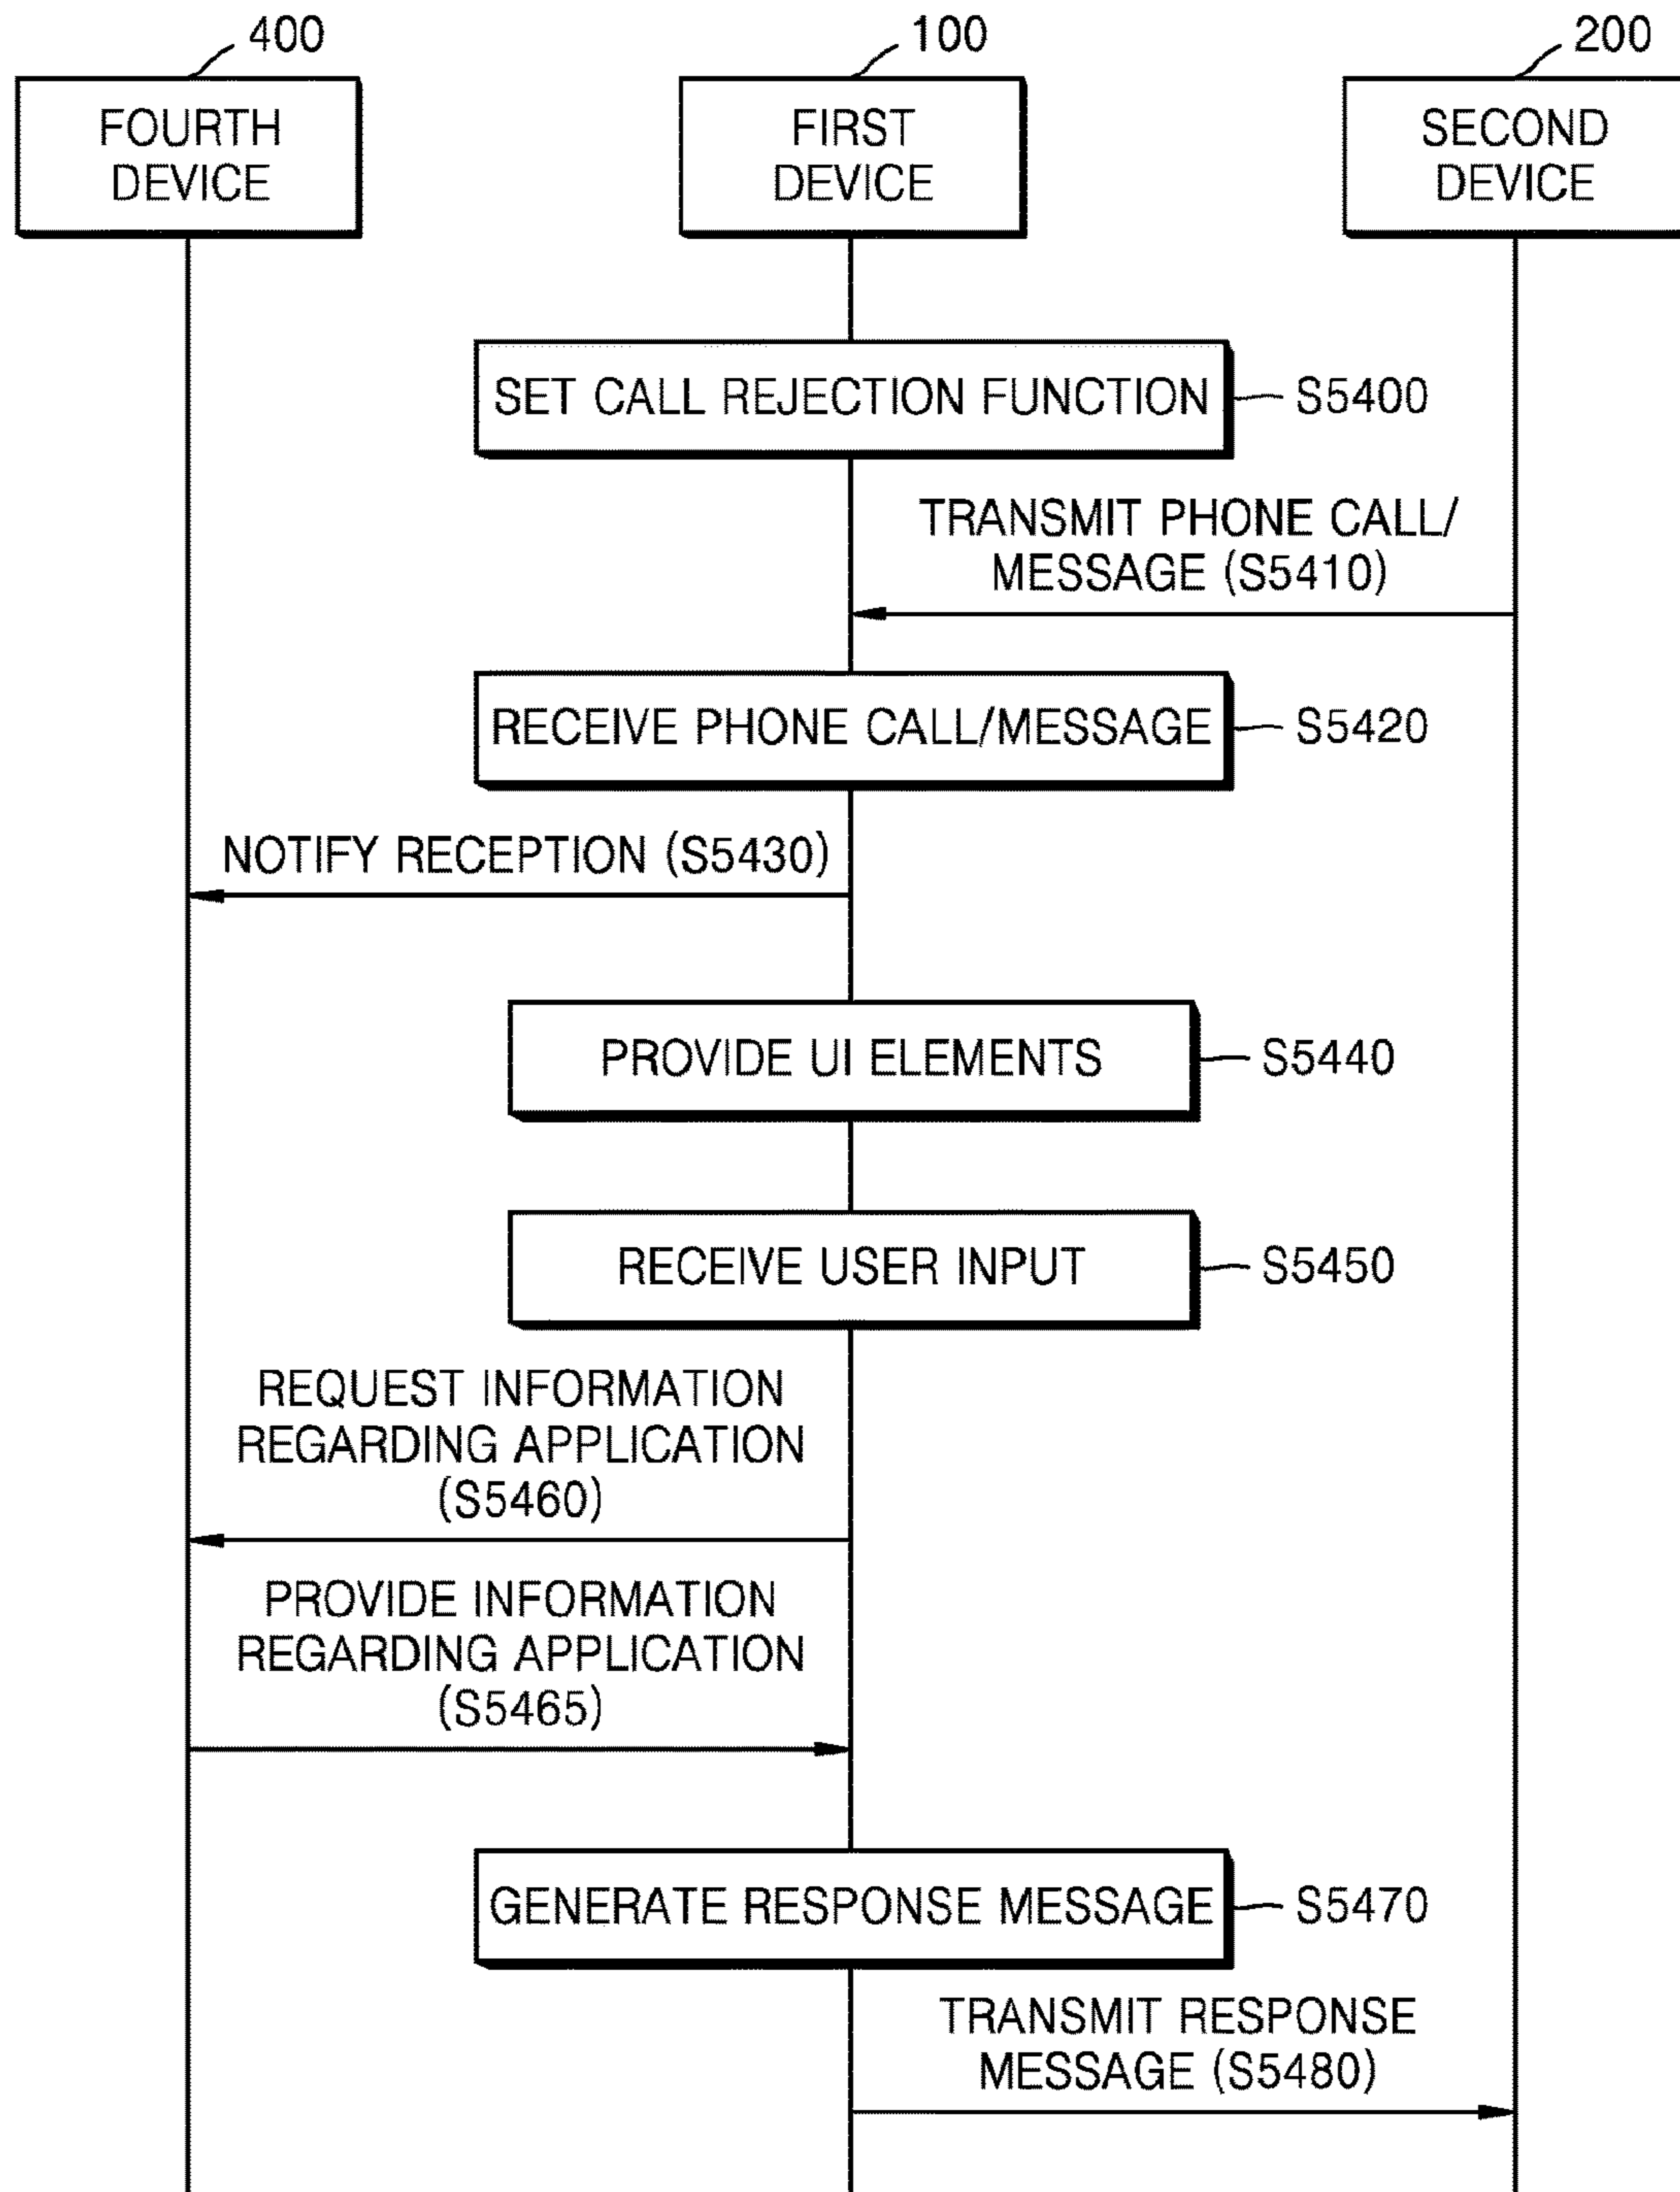 400
100
200
FOURTH
DEVICE
FIRST
DEVICE
SECOND
DEVICE
SET CALL REJECTION FUNCTION
S5400
TRANSMIT PHONE CALL/
MESSAGE (S5410)
RECEIVE PHONE CALL/MESSAGE
S5420
NOTIFY RECEPTION (S5430)
PROVIDE UI ELEMENTS
S5440
RECEIVE USER INPUT
S5450
REQUEST INFORMATION
REGARDING APPLICATION
(S5460)
PROVIDE INFORMATION
REGARDING APPLICATION
(S5465)
GENERATE RESPONSE MESSAGE
S5470
TRANSMIT RESPONSE
MESSAGE (S5480)